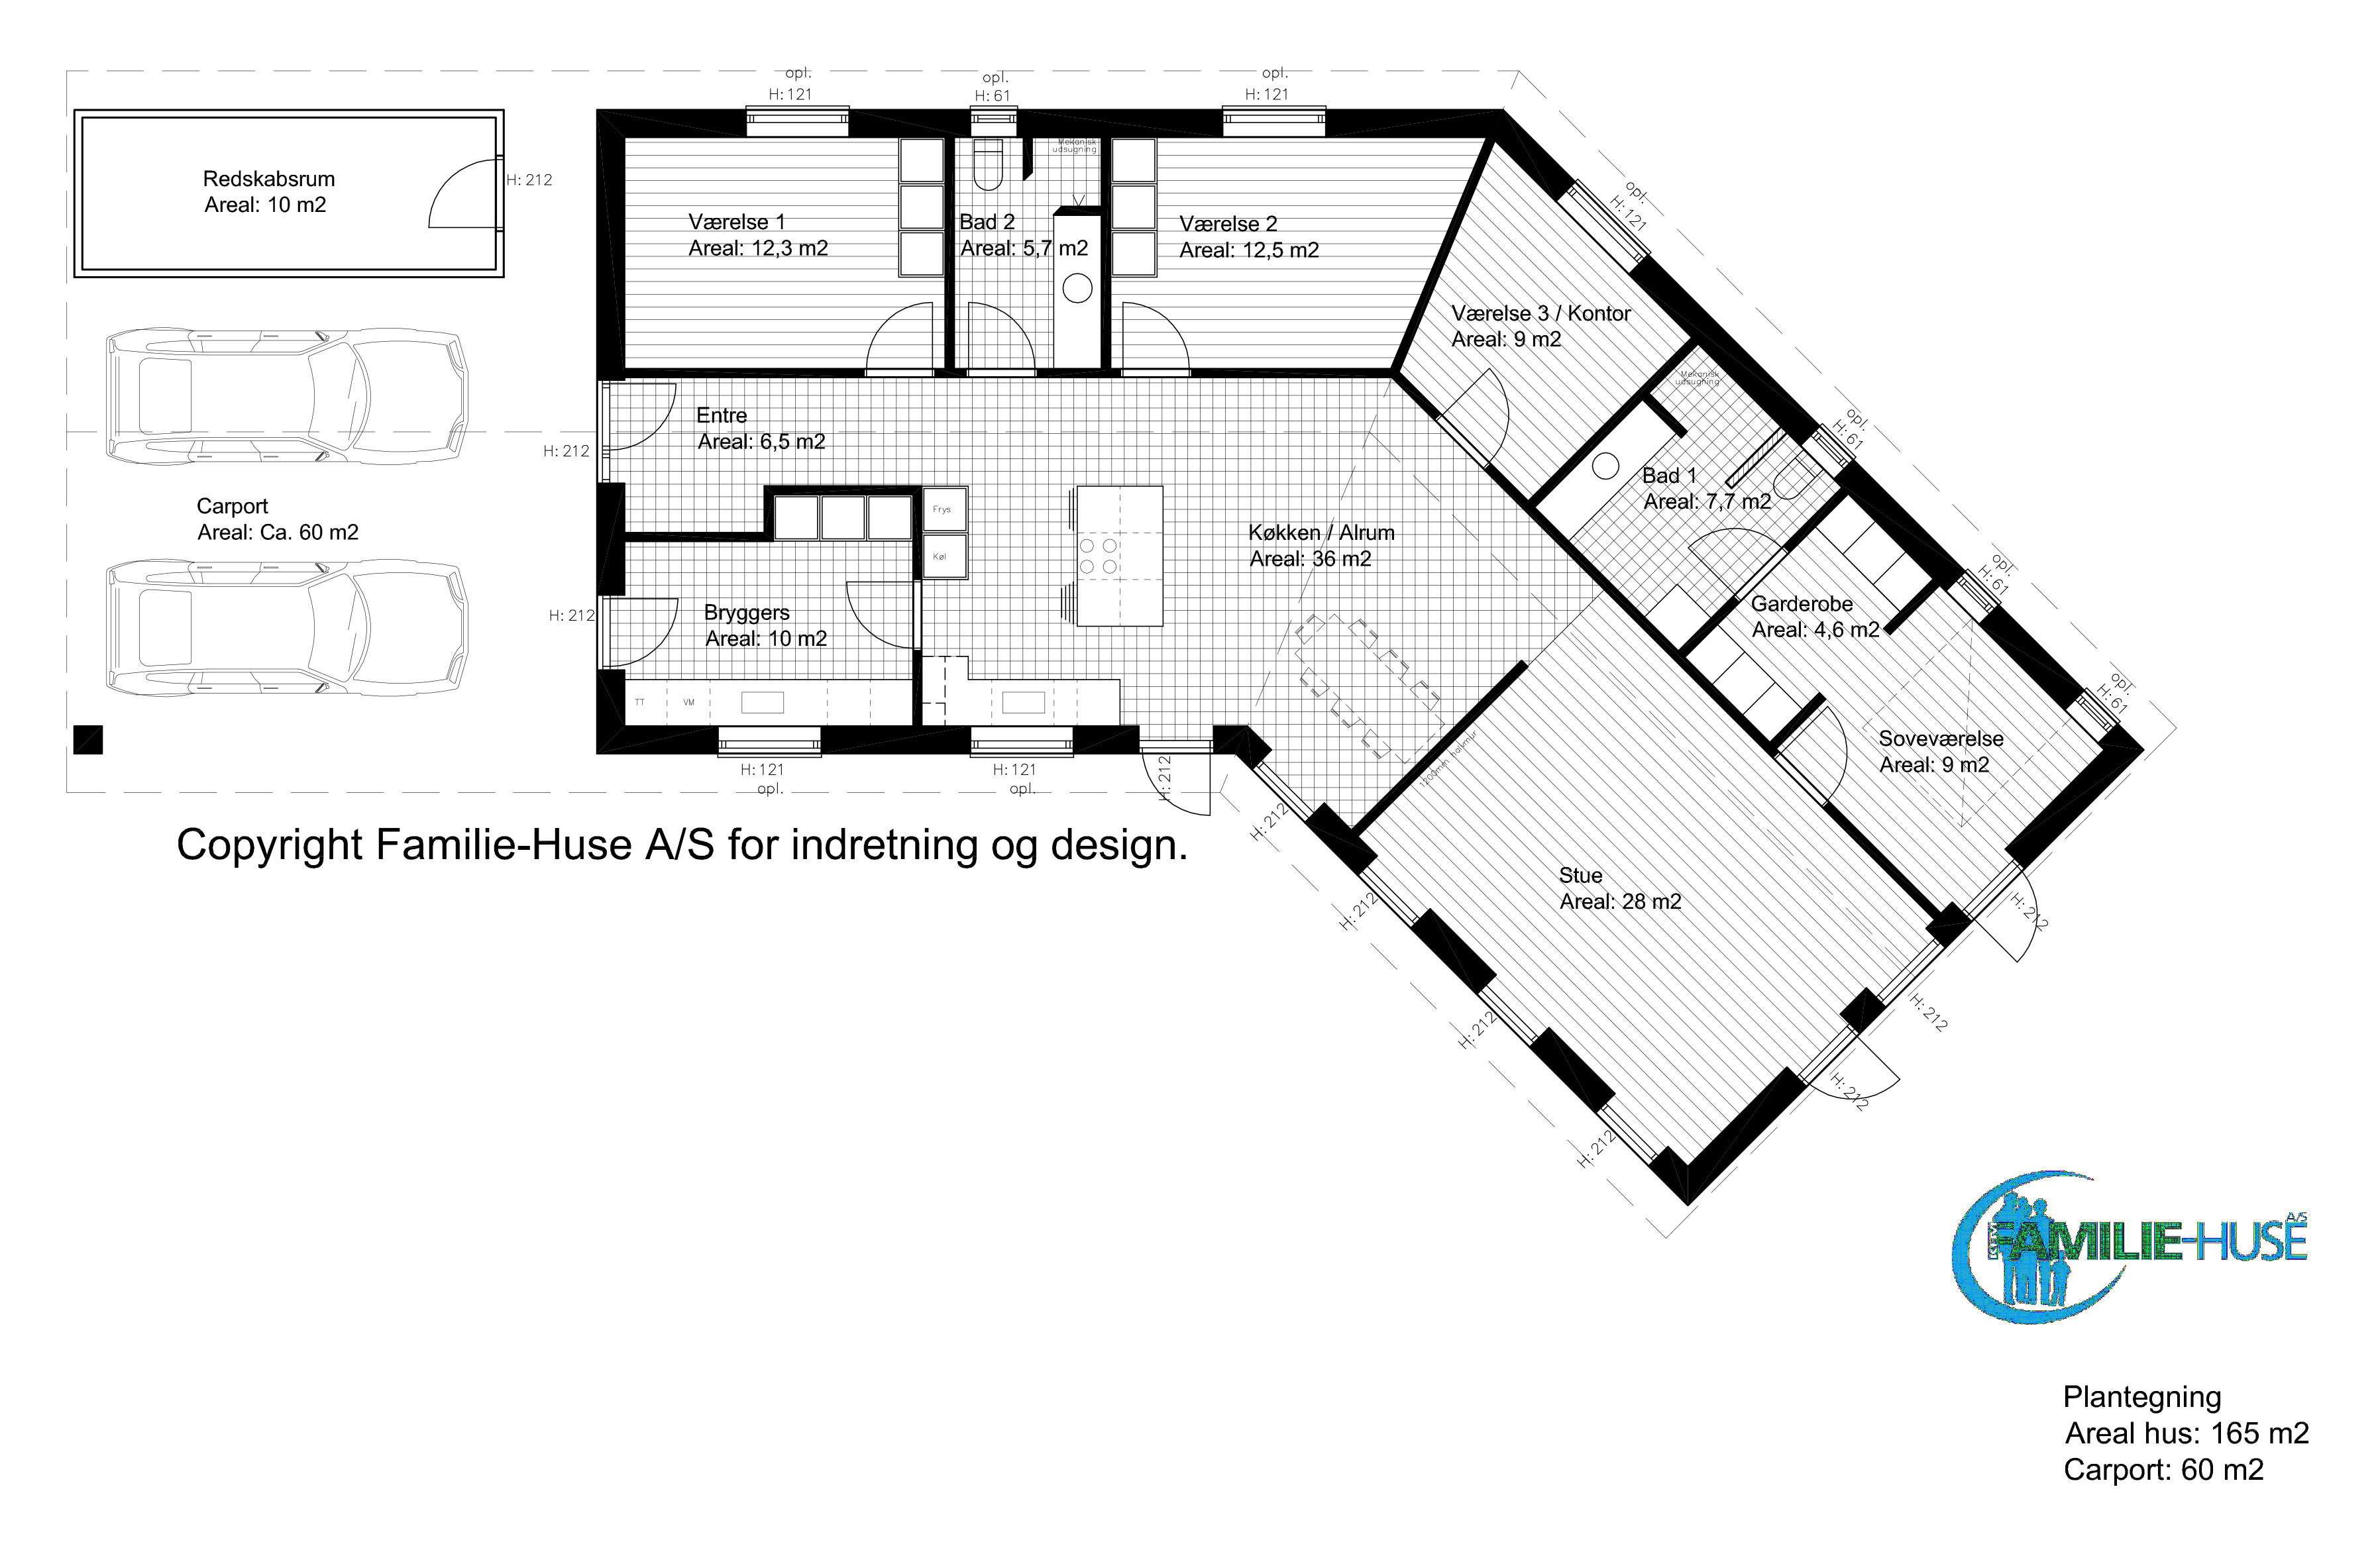 opl.
H: 121
opl.
H: 61
opl.
H: 121
Redskabsrum
Areal: 10 m2
H: 212
Mekanisk
udsugning
Værelse 1
Areal: 12,3 m2
Bad 2
Areal: 5,7 m2
Værelse 2
Areal: 12,5 m2
opl.
H: 121
Værelse 3 / Kontor
Areal: 9 m2
Mekanisk
udsugning
opl.
H: 61
Entre
Areal: 6,5 m2
H: 212
Bad 1
Areal: 7,7 m2
Carport
Areal: Ca. 60 m2
Frys
Køl
Køkken / Alrum
Areal: 36 m2
opl.
H: 61
Garderobe
Areal: 4,6 m2
H: 212
Bryggers
Areal: 10 m2
TT
VM
opl.
H: 61
Soveværelse
Areal: 9 m2
1200mm halvmur
H: 121
opl.
H: 121
opl.
H: 212
H: 212
Copyright Familie-Huse A/S for indretning og design.
Stue
Areal: 28 m2
H: 212
H: 212
H: 212
H: 212
H: 212
H: 212
A/S
FAMILIE-HUSE
Plantegning
Areal hus: 165 m2
Carport: 60 m2